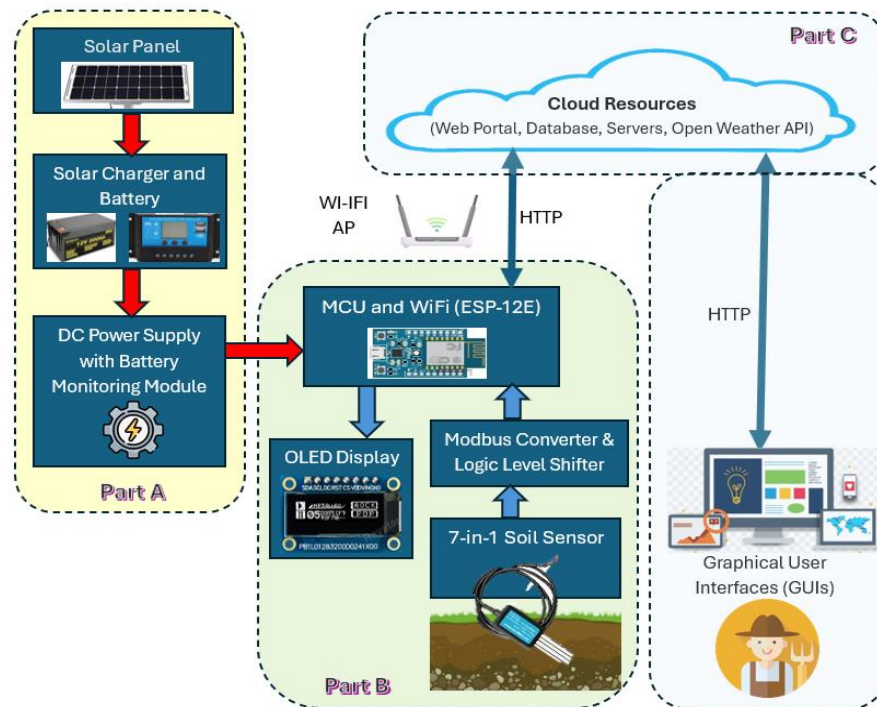 Solar Panel
Solar Charger and
Battery
DC Power Supply
with Battery
Monitoring Module
Part A
Part C
Cloud Resources
(Web Portal, Database, Servers, Open Weather API)
WI-IFI
AP
HTTP
MCU and WiFi (ESP-12E)
OLED Display
Modbus Converter &
Logic Level Shifter
7-in-1 Soil Sensor
Part B
HTTP
Graphical User
Interfaces (GUIs)